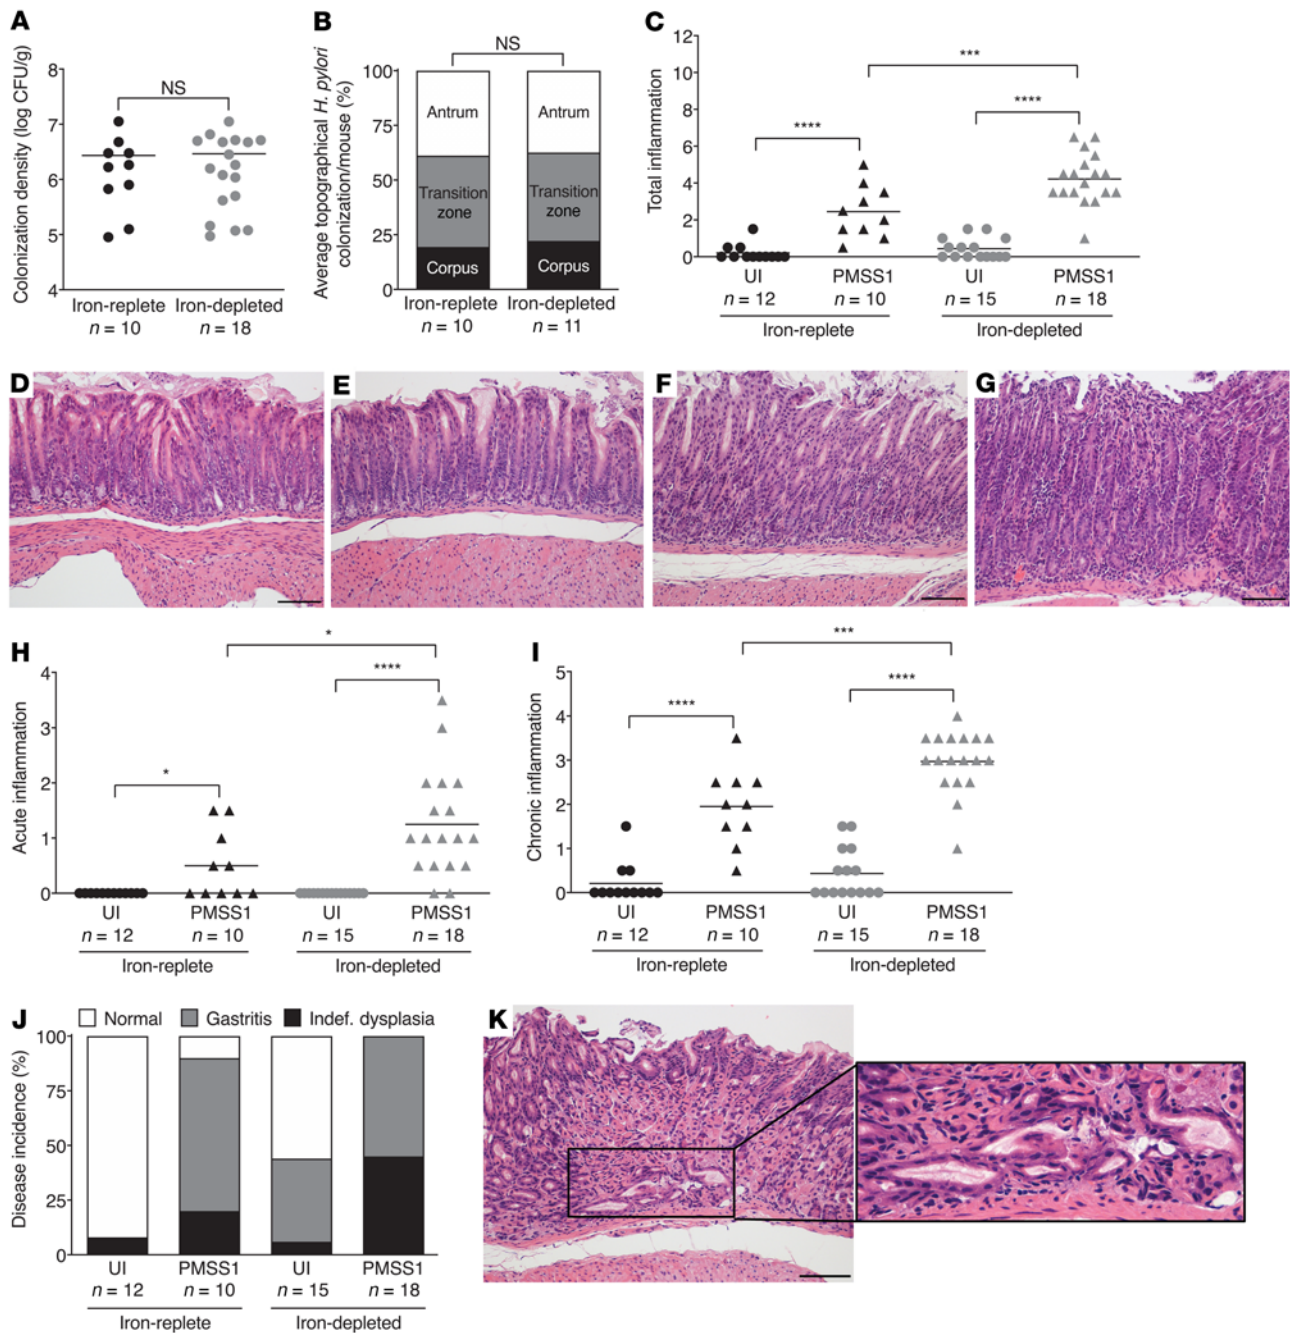 A
Colonization density (log CFU/g)
8
7
6
5
4
NS
Iron-replete
n = 10
Iron-depleted
n = 18
B
Average topographical H. pylori
colonization/mouse (%)
100
75
50
25
0
NS
Antrum
Transition
zone
Corpus
Antrum
Transition
zone
Corpus
Iron-replete
n = 10
Iron-depleted
n = 11
C
Total inflammation
12
10
8
6
4
2
0
****
***
****
UI
n = 12
PMSS1
n = 10
UI
n = 15
PMSS1
n = 18
Iron-replete
Iron-depleted
D
E
F
G
H
Acute inflammation
4
3
2
1
0
*
*
****
UI
n = 12
PMSS1
n = 10
UI
n = 15
PMSS1
n = 18
Iron-replete
Iron-depleted
I
Chronic inflammation
5
4
3
2
1
0
****
***
****
UI
n = 12
PMSS1
n = 10
UI
n = 15
PMSS1
n = 18
Iron-replete
Iron-depleted
J
Normal Gastritis Indef. dysplasia
Disease incidence (%)
100
75
50
25
0
UI
n = 12
PMSS1
n = 10
UI
n = 15
PMSS1
n = 18
Iron-replete
Iron-depleted
K